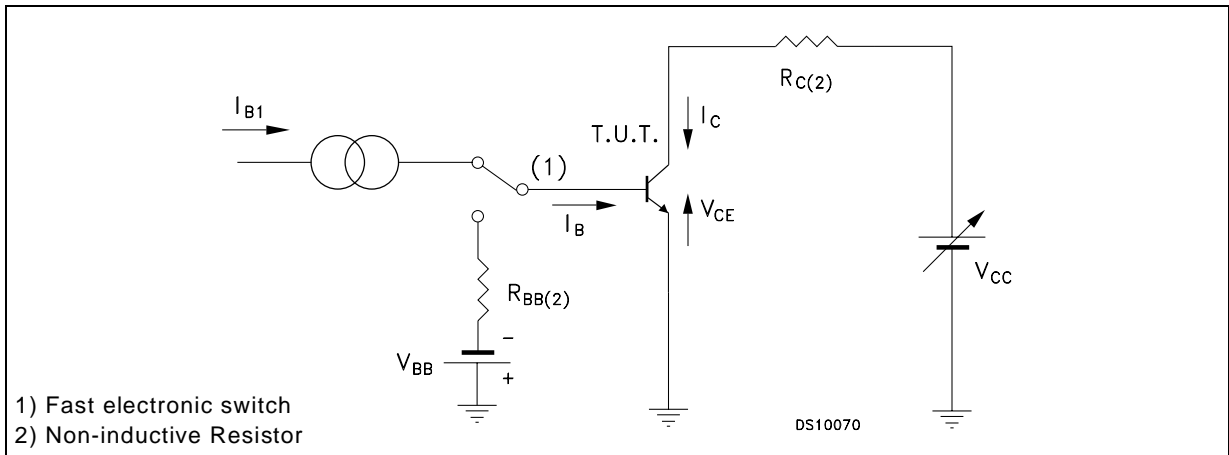 I_B1
R_C(2)
T.U.T.
I_C
(1)
I_B
V_CE
R_BB(2)
V_BB
-
+
V_CC
1) Fast electronic switch
2) Non-inductive Resistor
DS10070